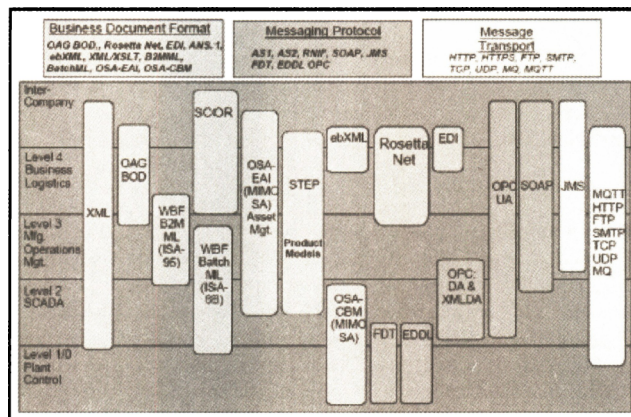 Business Document Format
OAG BOD., Rosetta Net, EDI, ANS.1,
ebXML, XML/XSLT, B2MML,
BatchML, OSA-EAI, OSA-CBM
Messaging Protocol
AS1, AS2, RNIF, SOAP, JMS
FDT, EDDL OPC
Message
Transport
HTTP, HTTPS, FTP, SMTP,
TCP, UDP, MQ, MQTT
Inter-
Company
Level 4
Business
Logistics
Level 3
Mfg.
Operations
Mgt.
Level 2
SCADA
Level 1/0
Plant
Control
XML
OAG
BOD
WBF
B2M
ML
(ISA-
95)
SCOR
WBF
Batch
ML
(ISA-
88)
OSA-
EAI
(MIMO
SA)
Asset
Mgt.
STEP
Product
Models
ebXML
OSA-
CBM
(MIMO
SA)
Rosetta
Net
FDT
EDDL
EDI
OPC:
DA &
XMLDA
OPC
UA
SOAP
JMS
MQTT
HTTP
FTP
SMTP
TCP
UDP
MQ